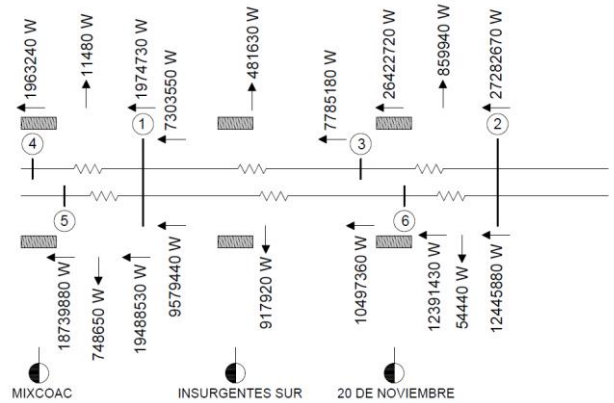 1963240 W
11480 W
1974730 W
7303550 W
481630 W
7785180 W
26422720 W
859940 W
27282670 W
4
1
3
2
5
6
18739880 W
748650 W
19488530 W
9579440 W
917920 W
10497360 W
12391430 W
54440 W
12445880 W
MIXCOAC
INSURGENTES SUR
20 DE NOVIEMBRE